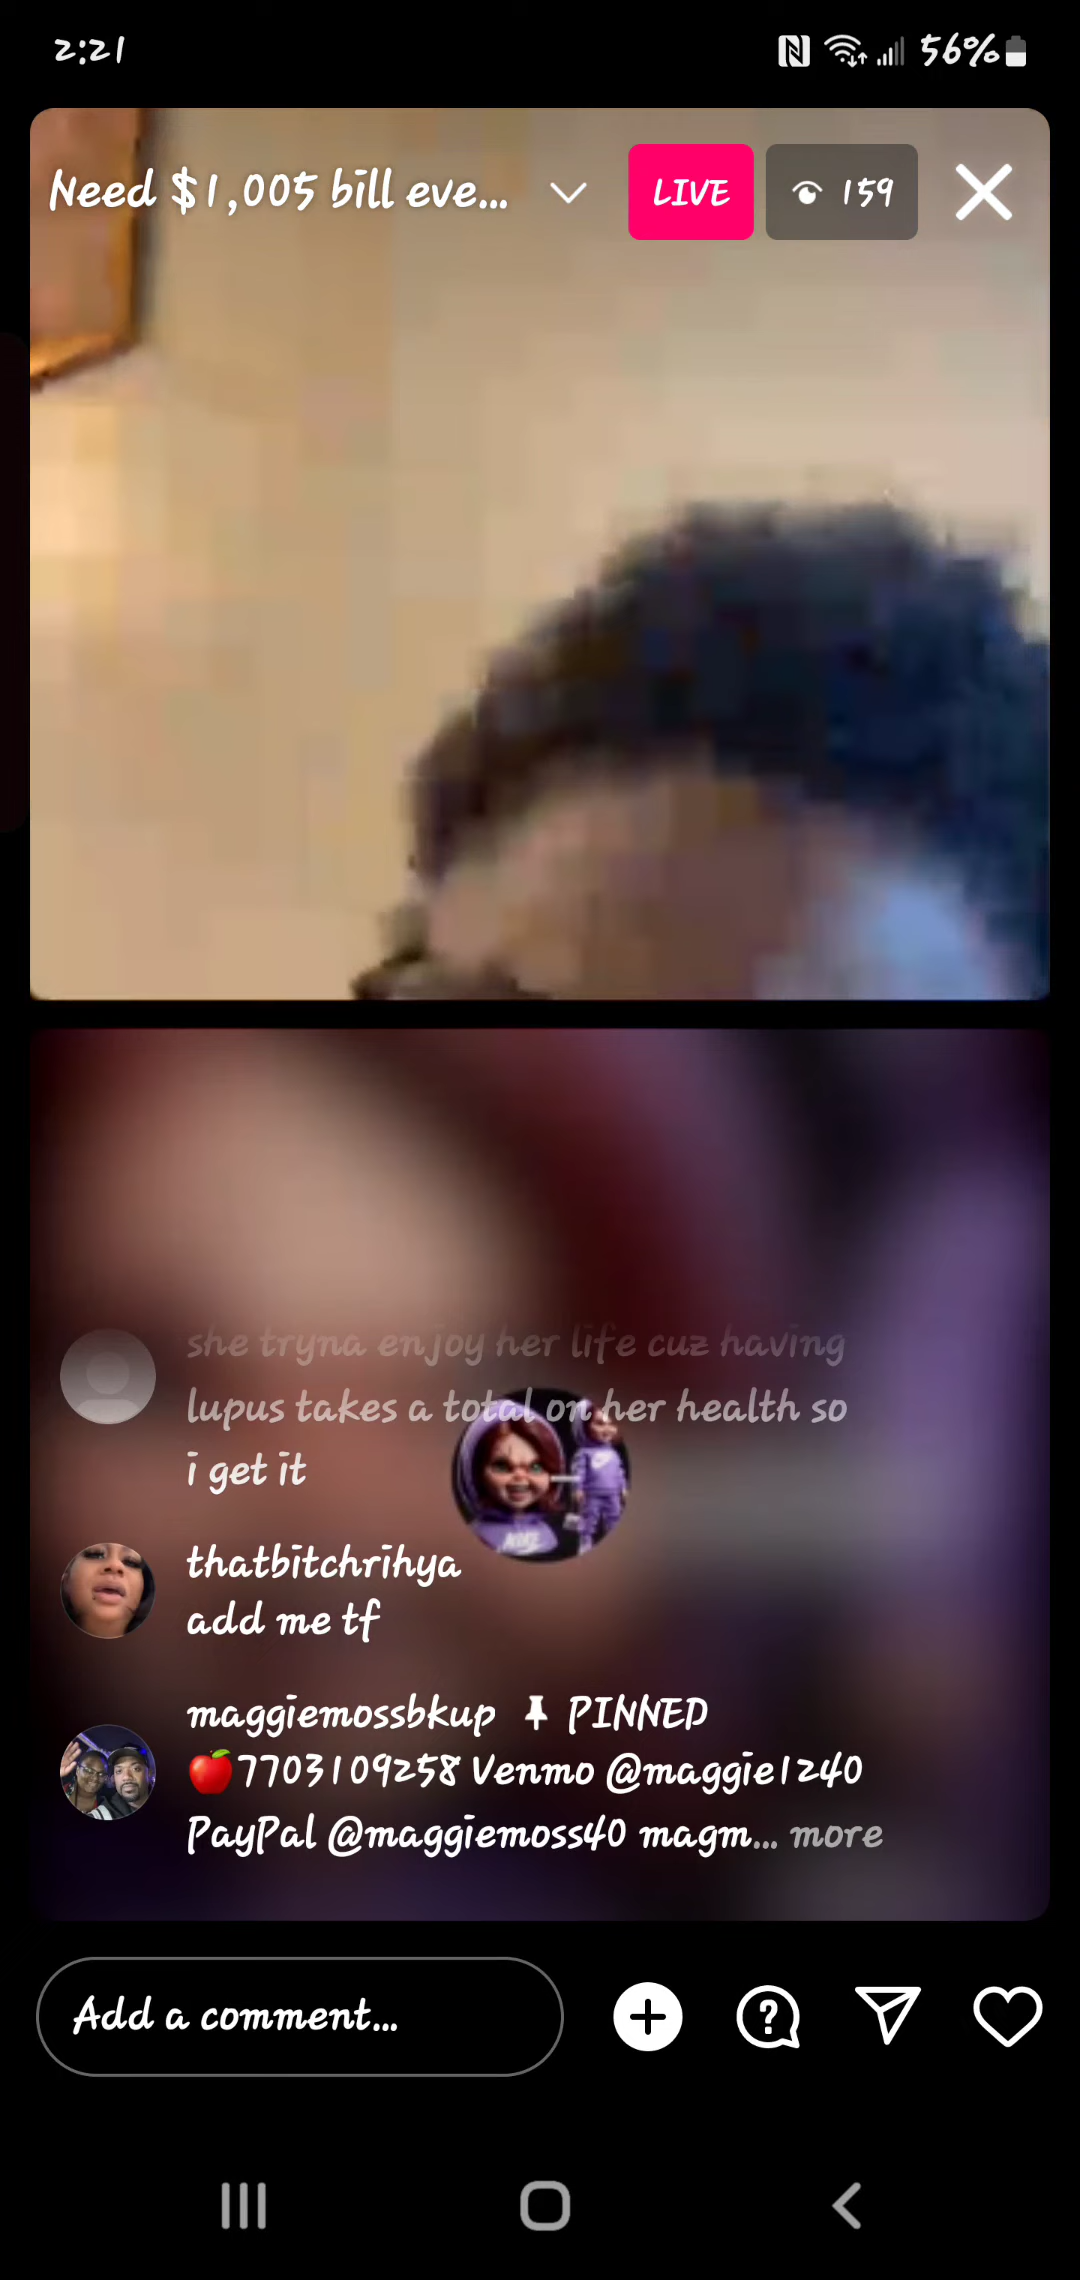 2:21
56%
Need $1,005 bill eve...
LIVE
159
she tryna enjoy her life cuz having
lupus takes a total on her health so
i get it
thatbitchrihya
add me tf
maggiemossbkup PINNED
🍎7703109258 Venmo @maggie1240
PayPal @maggiemoss40 magm... more
Add a comment...